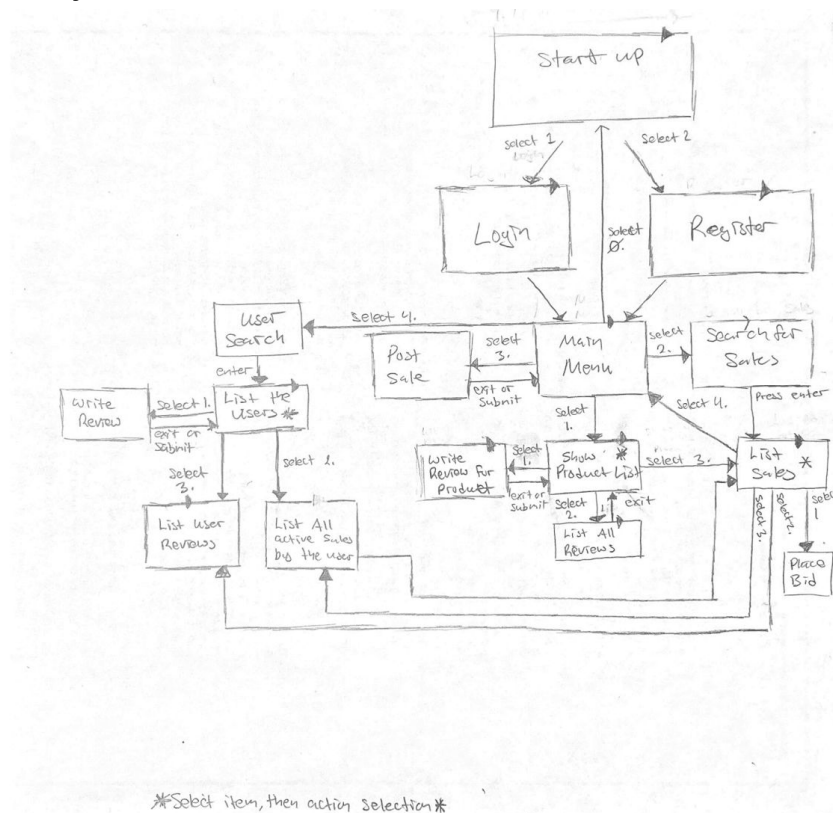 Start up
Select 1
Login
Select 2
Login
Select
0.
Register
Select 4.
User
Search
Post
Sale
Select
3.
exit or
submit
Main
Menu
Select
2.
Search for
Sales
enter
Write
Review
Select 1.
exit or
submit
List the
Users *
Select
1.
Select 4.
Press enter
Write
Review for
Product
Select
1.
exit or
submit
Show *
Product List
Select 3.
List
Sales *
Select
3.
Select 2.
Select
2.
exit
List User
Reviews
List All
active Sales
by the user
List All
Reviews
Select 3.
Select 2.
Selec
1
Place
Bid
*Select item, then action selection*